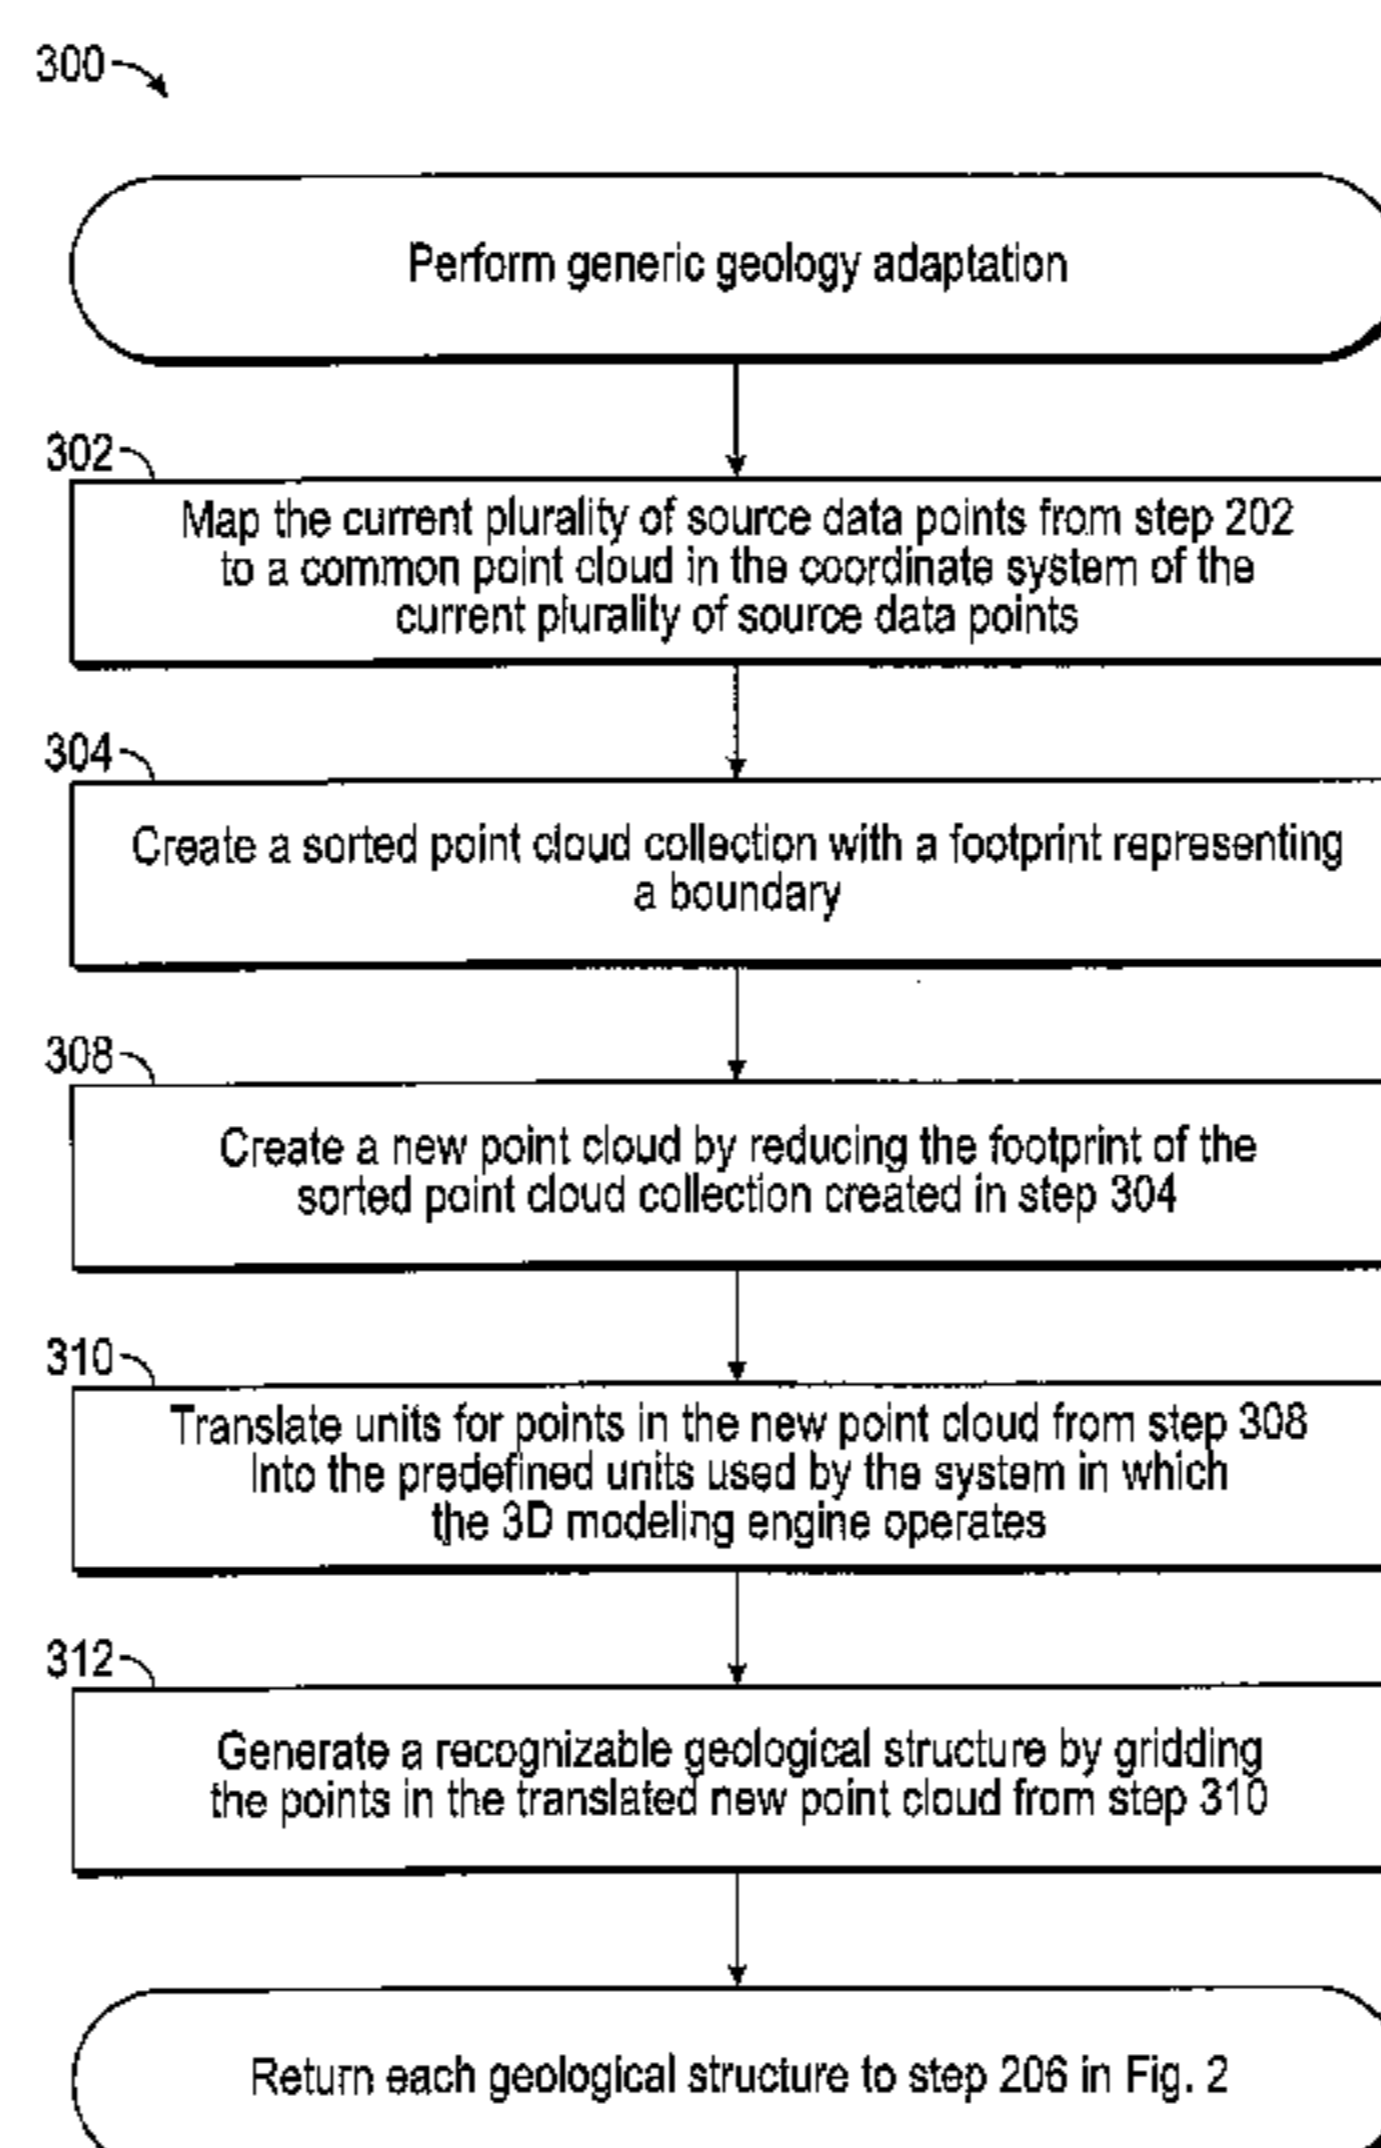 300
Perform generic geology adaptation
302
Map the current plurality of source data points from step 202
to a common point cloud in the coordinate system of the
current plurality of source data points
304
Create a sorted point cloud collection with a footprint representing
a boundary
308
Create a new point cloud by reducing the footprint of the
sorted point cloud collection created in step 304
310
Translate units for points in the new point cloud from step 308
Into the predefined units used by the system in which
the 3D modeling engine operates
312
Generate a recognizable geological structure by gridding
the points in the translated new point cloud from step 310
Return each geological structure to step 206 in Fig. 2